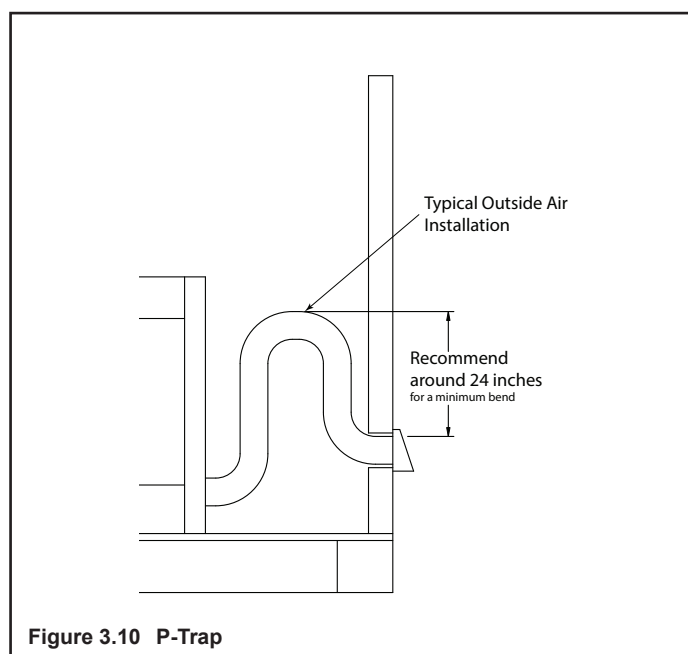 Typical Outside Air
Installation
Recommend
around 24 inches
for a minimum bend
Figure 3.10 P-Trap